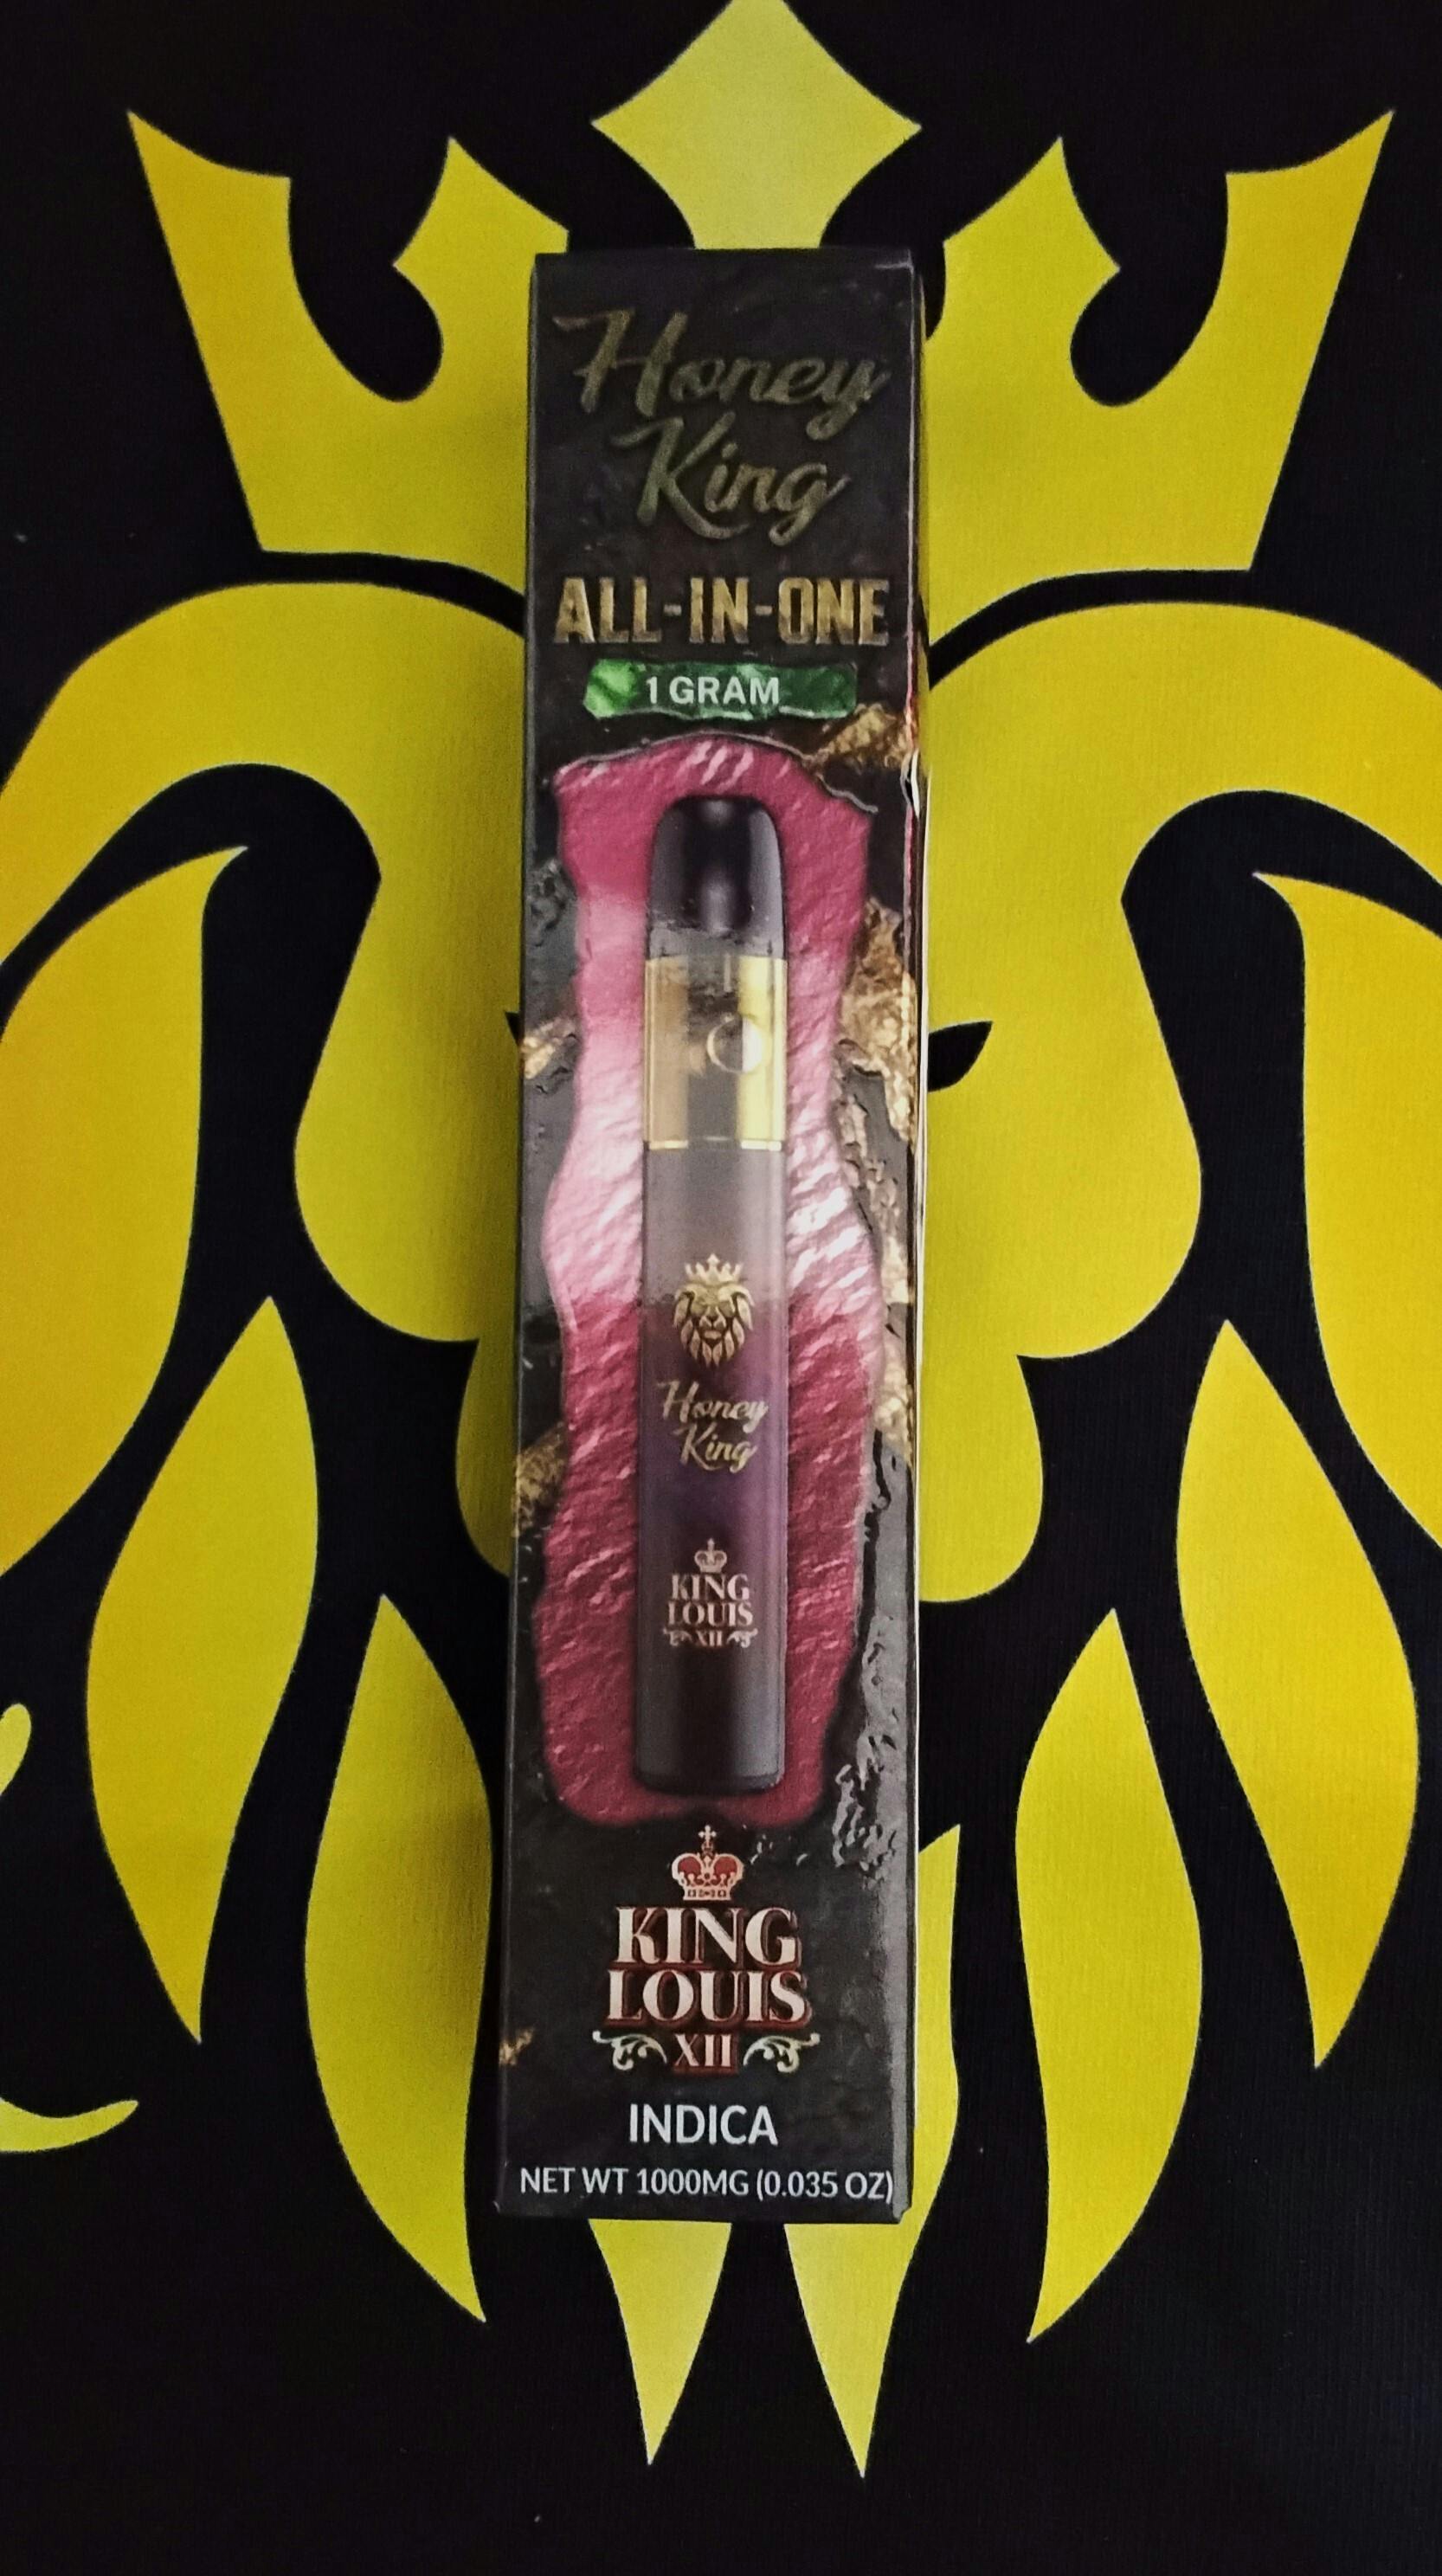 Honey
King
ALL-IN-ONE
1 GRAM
Honey
King
KING
LOUIS
XII
KING
LOUIS
XII
INDICA
NET WT 1000MG (0.035 OZ)